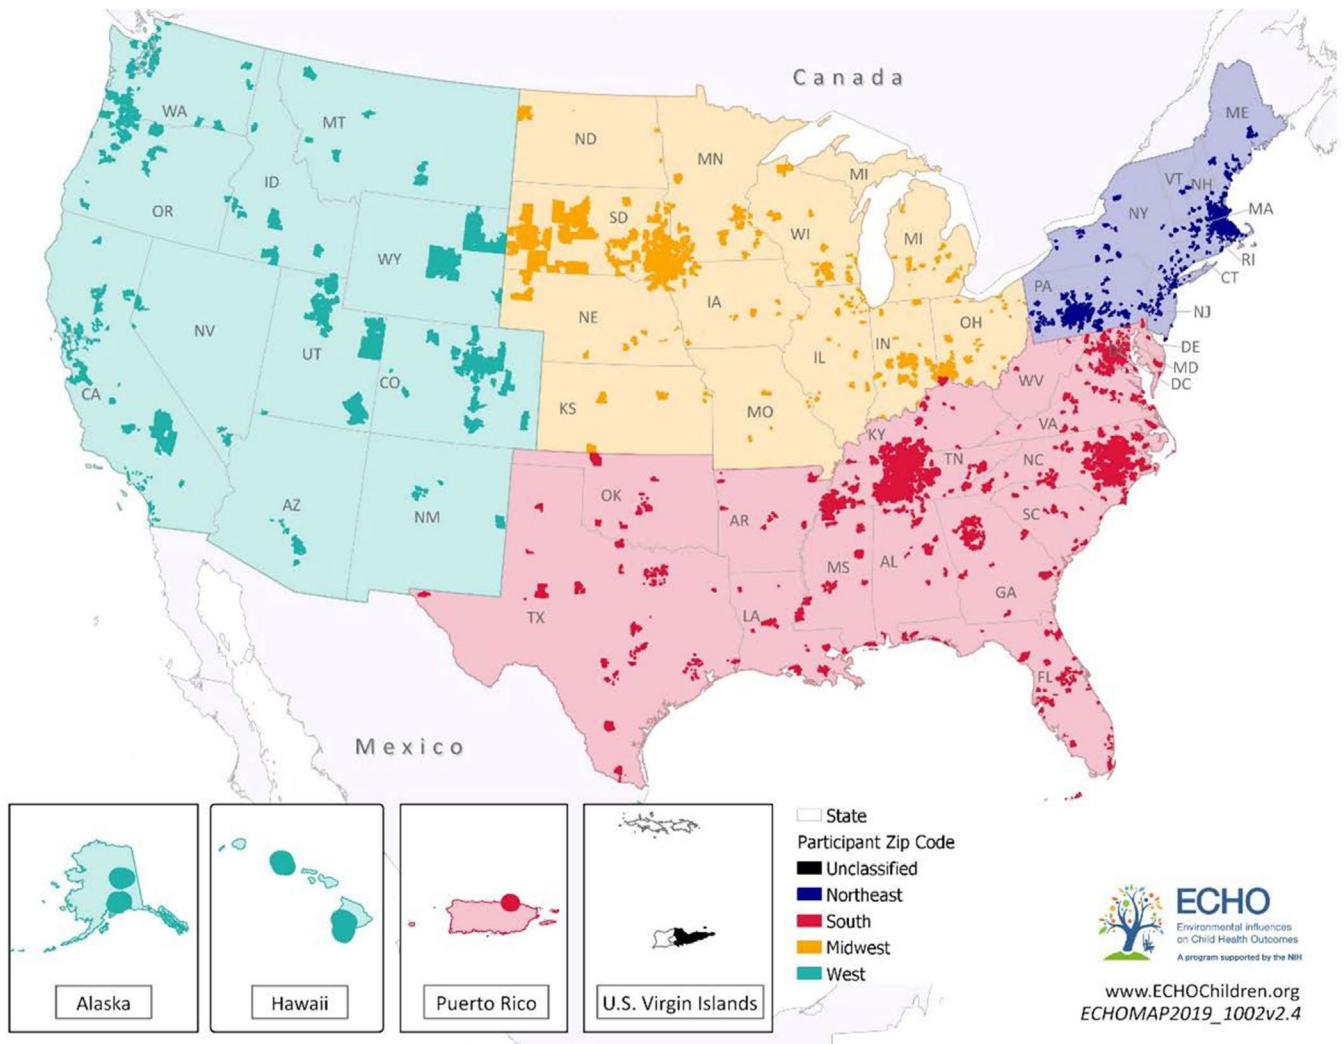 Canada
WA
MT
ND
MN
ME
MI
VT
NH
ID
OR
SD
WI
MI
NY
MA
WY
RI
CT
PA
IA
NE
NV
OH
NJ
IN
UT
IL
DE
MD
DC
CO
WV
CA
KS
MO
VA
KY
TN
NC
OK
AZ
NM
AR
SC
MS
AL
GA
TX
LA
FL
Mexico
Alaska
Hawaii
Puerto Rico
U.S. Virgin Islands
State
Participant Zip Code
Unclassified
Northeast
South
Midwest
West
ECHO
Environmental influences
on Child Health Outcomes
A program supported by the NIH
www.ECHOChildren.org
ECHOMAP2019_1002v2.4